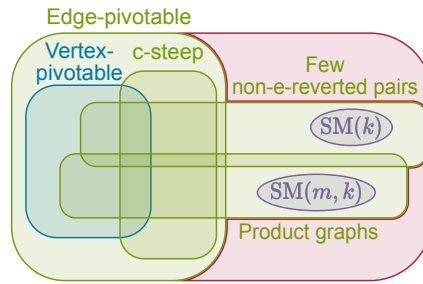 Edge-pivotable
Vertex-
pivotable
c-steep
Few
non-e-reverted pairs
SM(k)
SM(m, k)
Product graphs